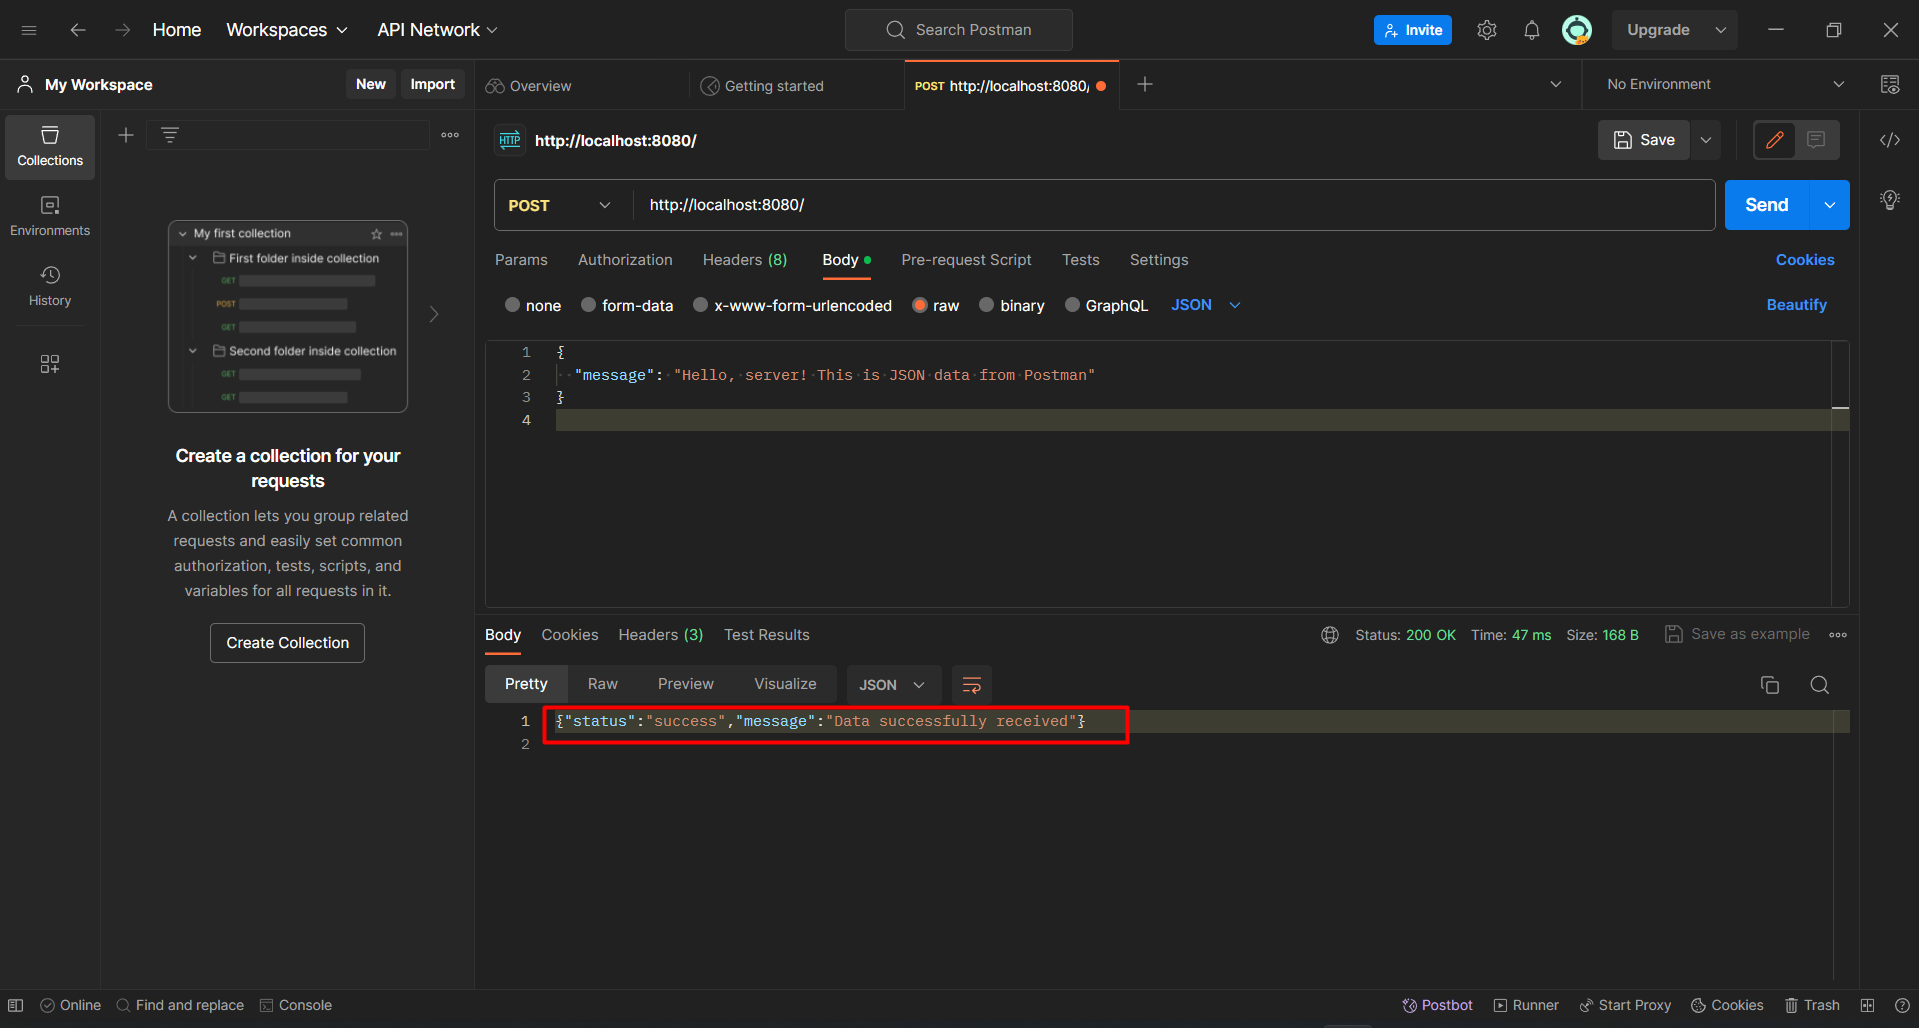 Home Workspaces API Network Search Postman Invite Upgrade
My Workspace New Import Overview Getting started POST http://localhost:8080/ No Environment
Collections
Environments
History
My first collection
First folder inside collection
GET
POST
GET
Second folder inside collection
GET
GET
Create a collection for your
requests
A collection lets you group related
requests and easily set common
authorization, tests, scripts, and
variables for all requests in it.
Create Collection
HTTP http://localhost:8080/ Save
POST http://localhost:8080/ Send
Params Authorization Headers (8) Body Pre-request Script Tests Settings Cookies
none form-data x-www-form-urlencoded raw binary GraphQL JSON Beautify
1 {
2 "message": "Hello, server! This is JSON data from Postman"
3 }
4
Body Cookies Headers (3) Test Results Status: 200 OK Time: 47 ms Size: 168 B Save as example
Pretty Raw Preview Visualize JSON
1 {"status":"success","message":"Data successfully received"}
2
Online Find and replace Console Postbot Runner Start Proxy Cookies Trash